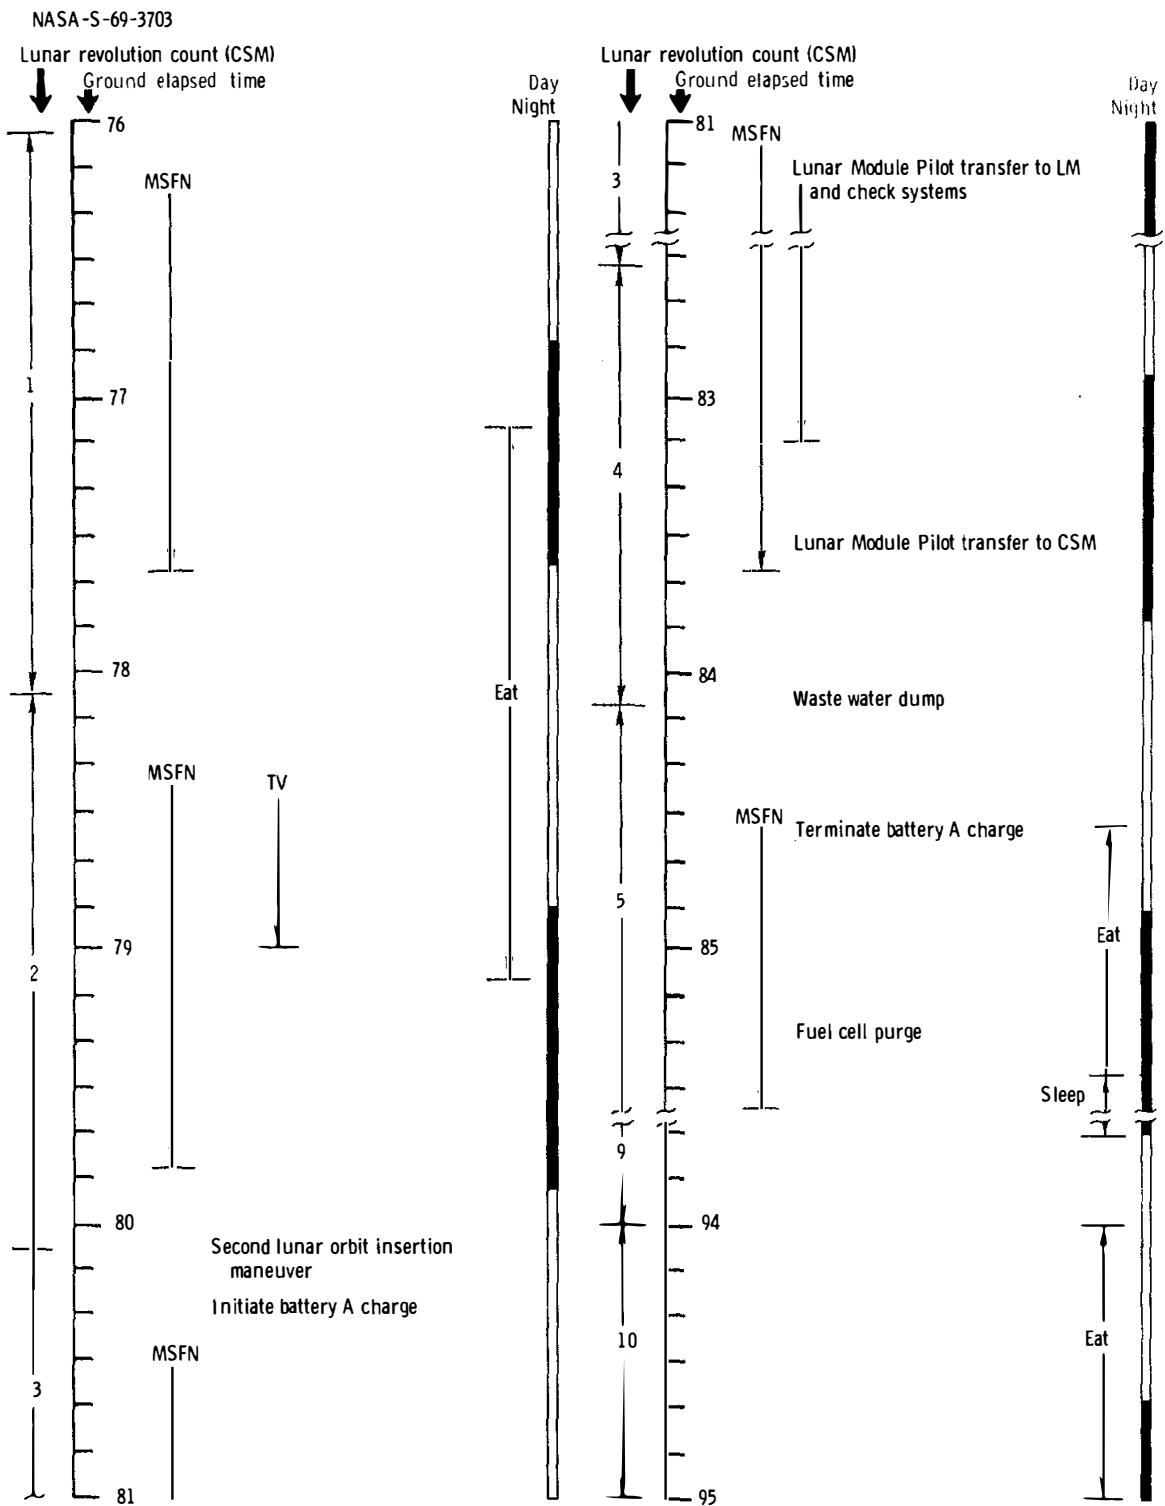 NASA-S-69-3703
Lunar revolution count (CSM)
Ground elapsed time
Day
Night
76
MSFN
1
77
78
Eat
MSFN
TV
79
2
80
Second lunar orbit insertion
maneuver
Initiate battery A charge
MSFN
3
81
Lunar revolution count (CSM)
Ground elapsed time
Day
Night
81
MSFN
Lunar Module Pilot transfer to LM
and check systems
3
83
4
Lunar Module Pilot transfer to CSM
84
Waste water dump
MSFN
Terminate battery A charge
5
Eat
85
Fuel cell purge
Sleep
9
94
10
Eat
95